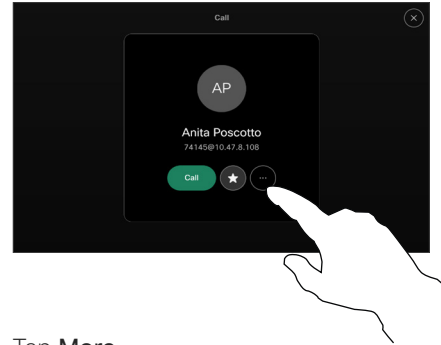 Call
AP
Anita Poscotto
74145@10.47.8.108
Call
Tap More